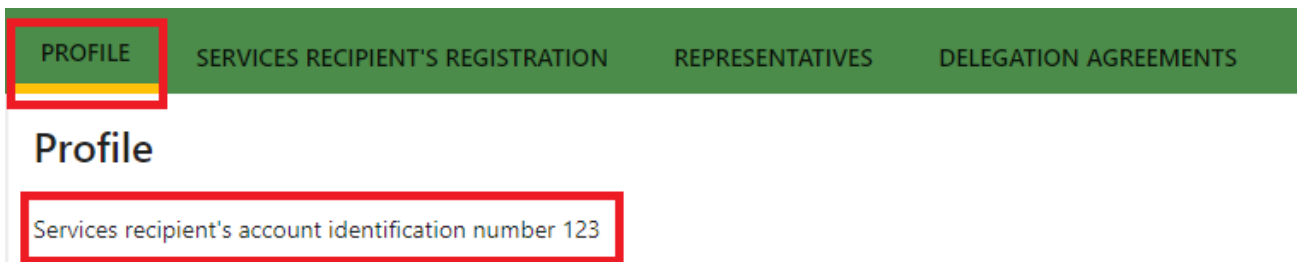 PROFILE SERVICES RECIPIENT'S REGISTRATION REPRESENTATIVES DELEGATION AGREEMENTS
Profile
Services recipient's account identification number 123